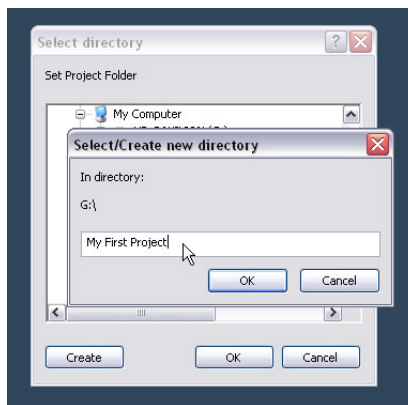 Select directory
Set Project Folder
My Computer
Select/Create new directory
In directory:
G:\
My First Project
OK Cancel
Create OK Cancel